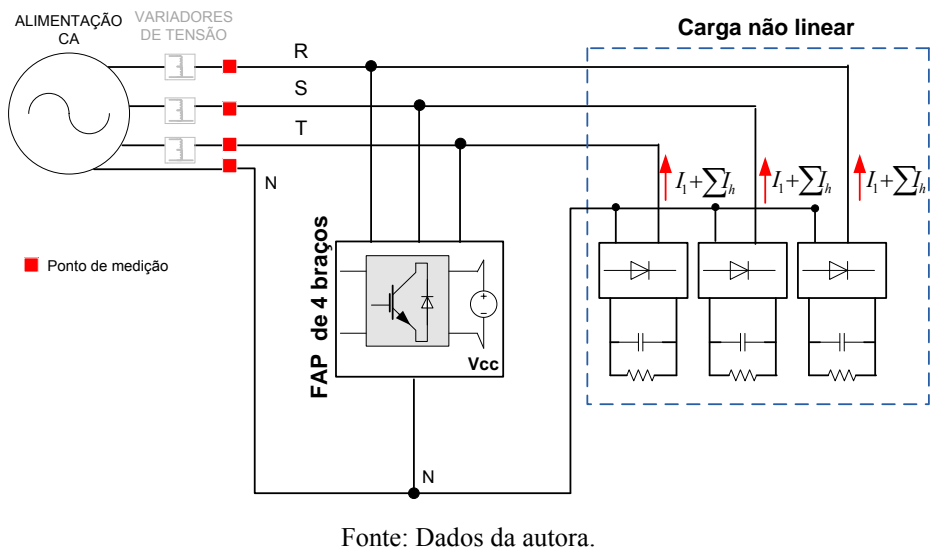 ALIMENTAÇÃO
CA
VARIADORES
DE TENSÃO
Carga não linear
R
S
T
N
I₁+∑Iₕ
I₁+∑Iₕ
I₁+∑Iₕ
Ponto de medição
FAP de 4 braços
+
−
Vcc
N
Fonte: Dados da autora.